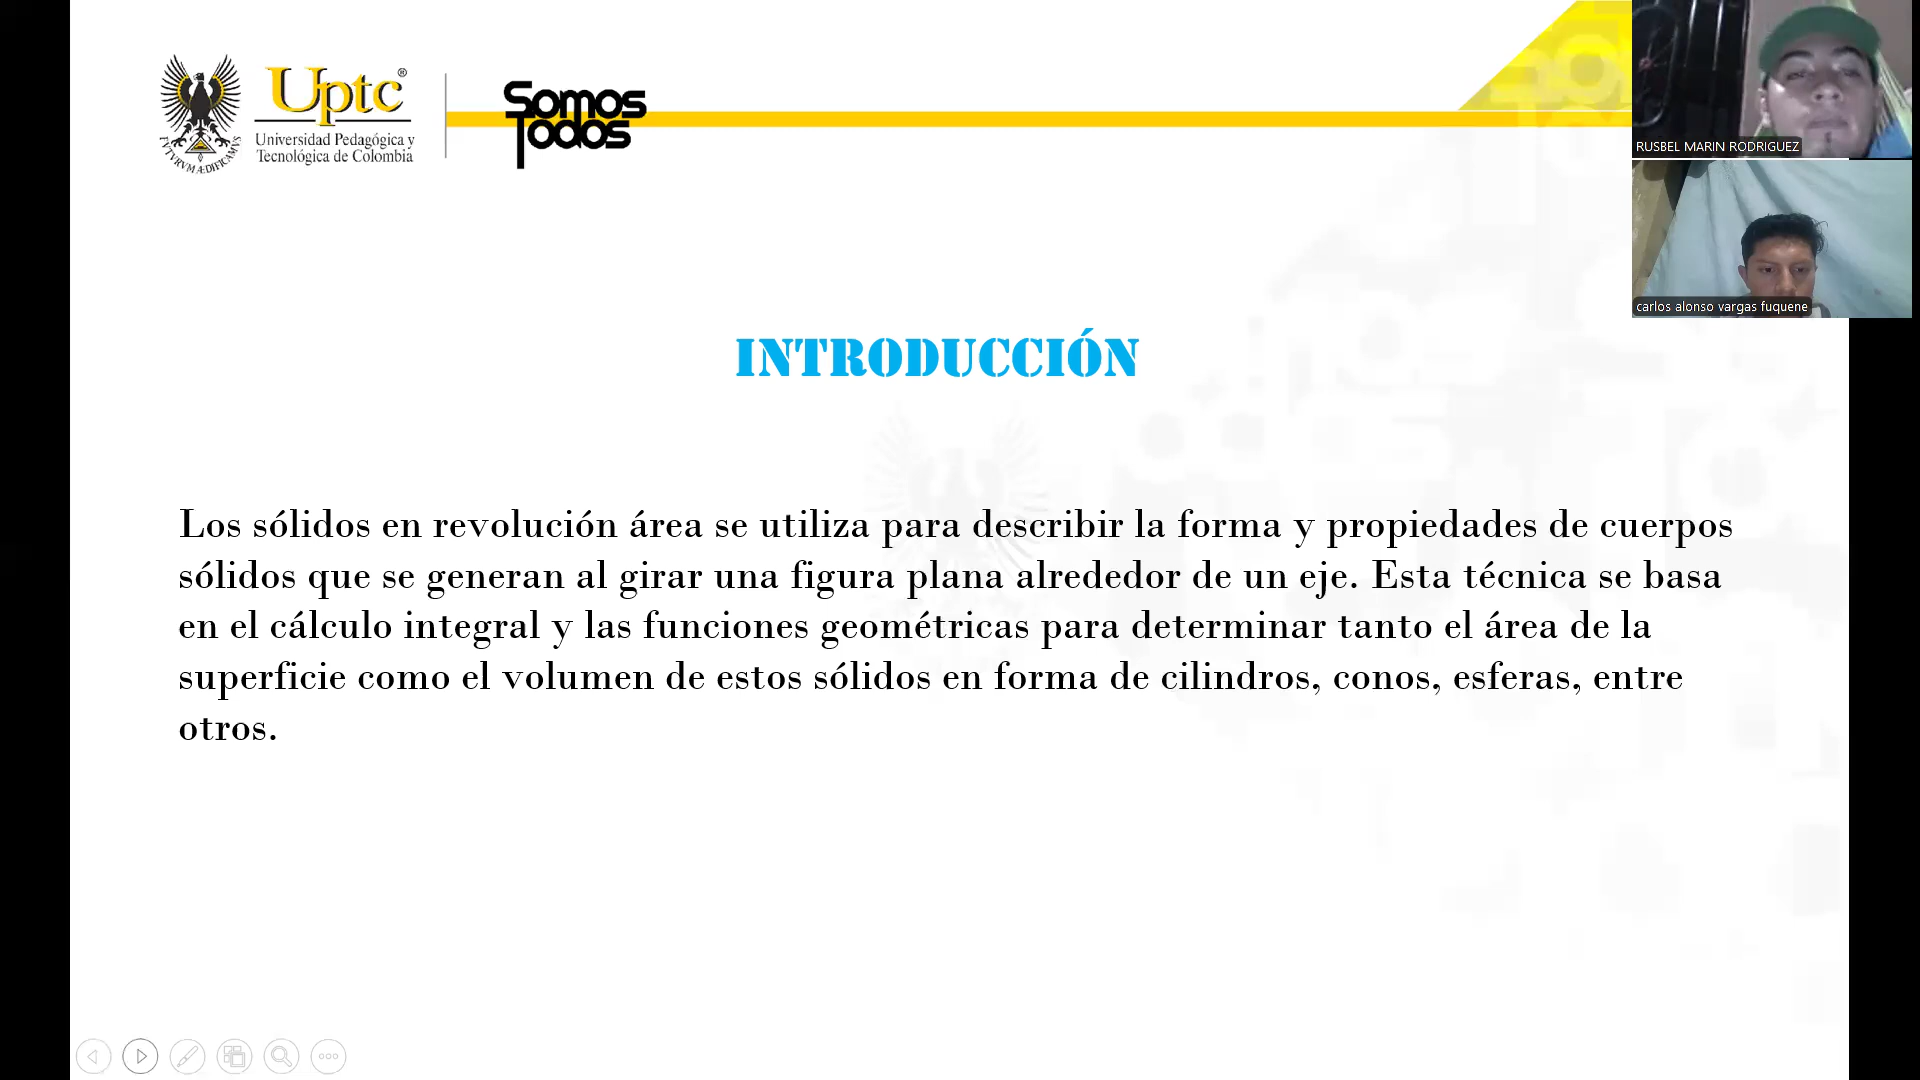 Uptc®
Universidad Pedagógica y
Tecnológica de Colombia
Somos
Todos
RUSBEL MARIN RODRIGUEZ
carlos alonso vargas fuquene
INTRODUCCIÓN
Los sólidos en revolución área se utiliza para describir la forma y propiedades de cuerpos
sólidos que se generan al girar una figura plana alrededor de un eje. Esta técnica se basa
en el cálculo integral y las funciones geométricas para determinar tanto el área de la
superficie como el volumen de estos sólidos en forma de cilindros, conos, esferas, entre
otros.